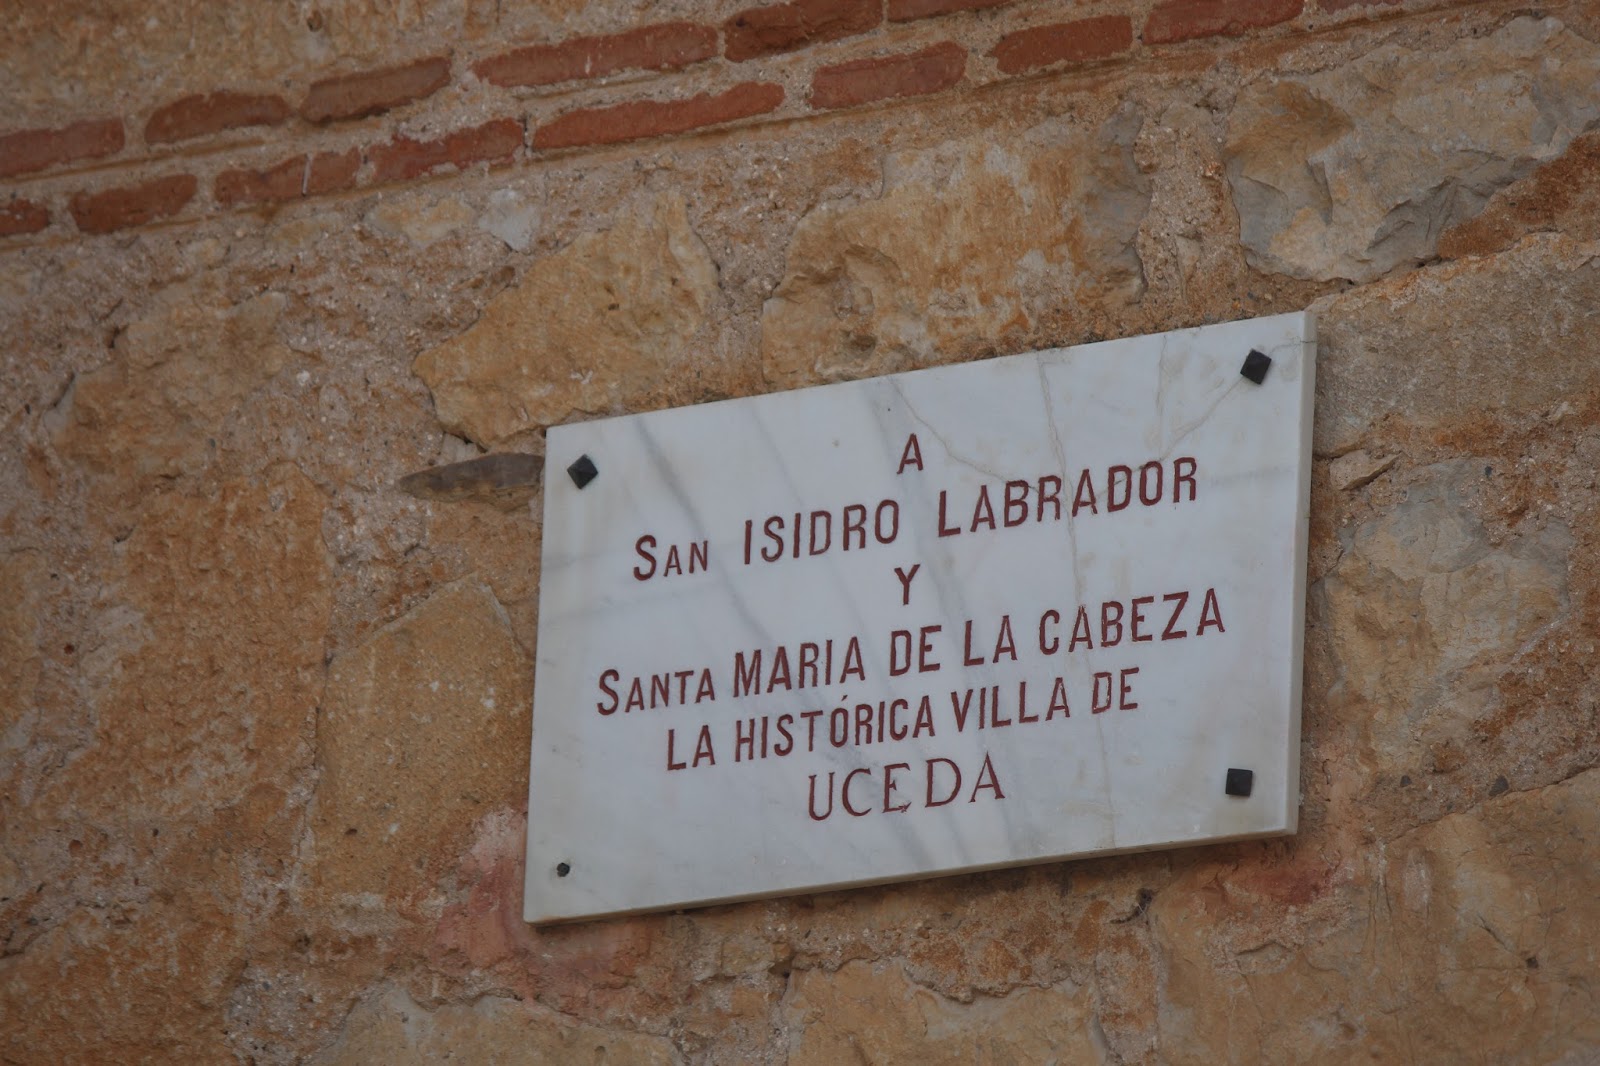 A
SAN ISIDRO LABRADOR
Y
SANTA MARIA DE LA CABEZA
LA HISTÓRICA VILLA DE
UCEDA